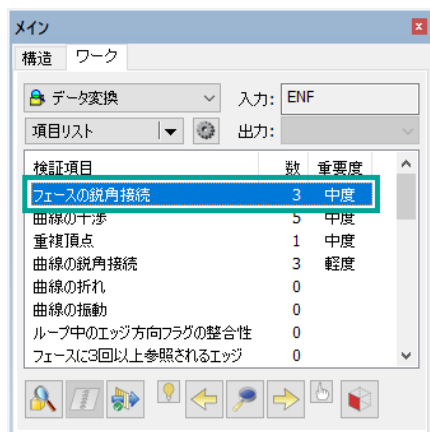 メイン
構造 ワーク
データ変換 入力: ENF
項目リスト 出力:
検証項目 数 重要度
フェースの鋭角接続 3 中度
曲線の干渉 5 中度
重複頂点 1 中度
曲線の鋭角接続 3 軽度
曲線の折れ 0
曲線の振動 0
ループ中のエッジ方向フラグの整合性 0
フェースに3回以上参照されるエッジ 0